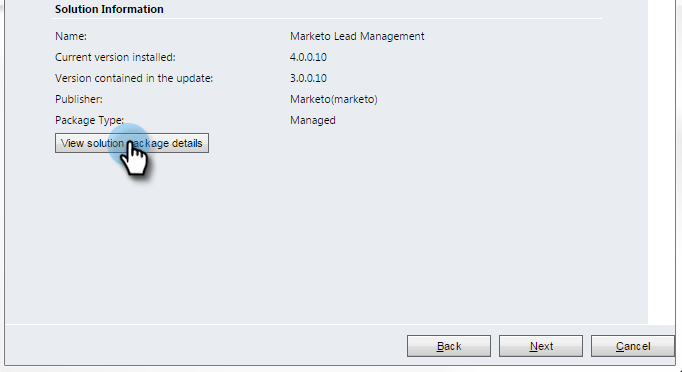 Solution Information
Name: Marketo Lead Management
Current version installed: 4.0.0.10
Version contained in the update: 3.0.0.10
Publisher: Marketo(marketo)
Package Type: Managed
View solution package details
Back Next Cancel